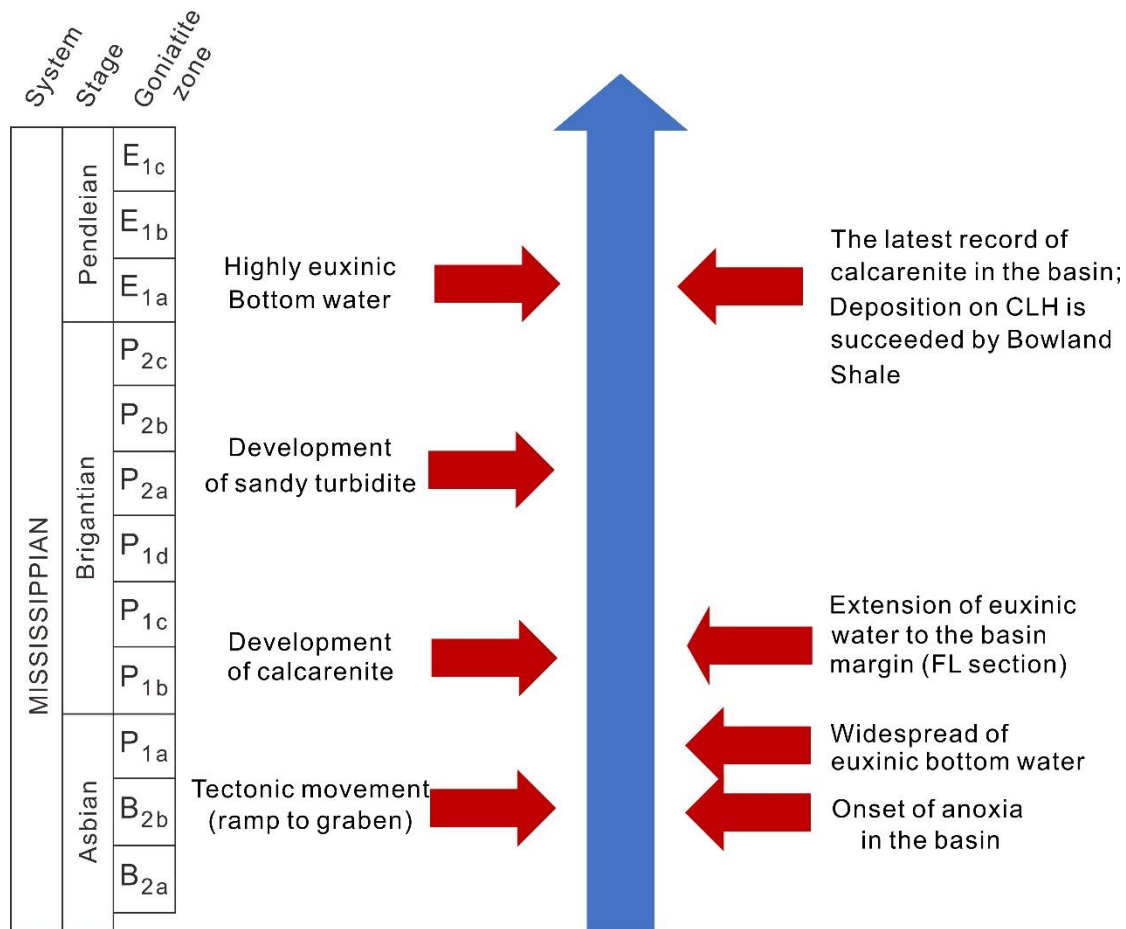 System
Stage
Goniatite
zone
MISSISSIPPIAN
Pendleian
Brigantian
Asbian
E1c
E1b
E1a
P2c
P2b
P2a
P1d
P1c
P1b
P1a
B2b
B2a
Highly euxinic
Bottom water
Development
of sandy turbidite
Development
of calcarenite
Tectonic movement
(ramp to graben)
The latest record of
calcarenite in the basin;
Deposition on CLH is
succeeded by Bowland
Shale
Extension of euxinic
water to the basin
margin (FL section)
Widespread of
euxinic bottom water
Onset of anoxia
in the basin